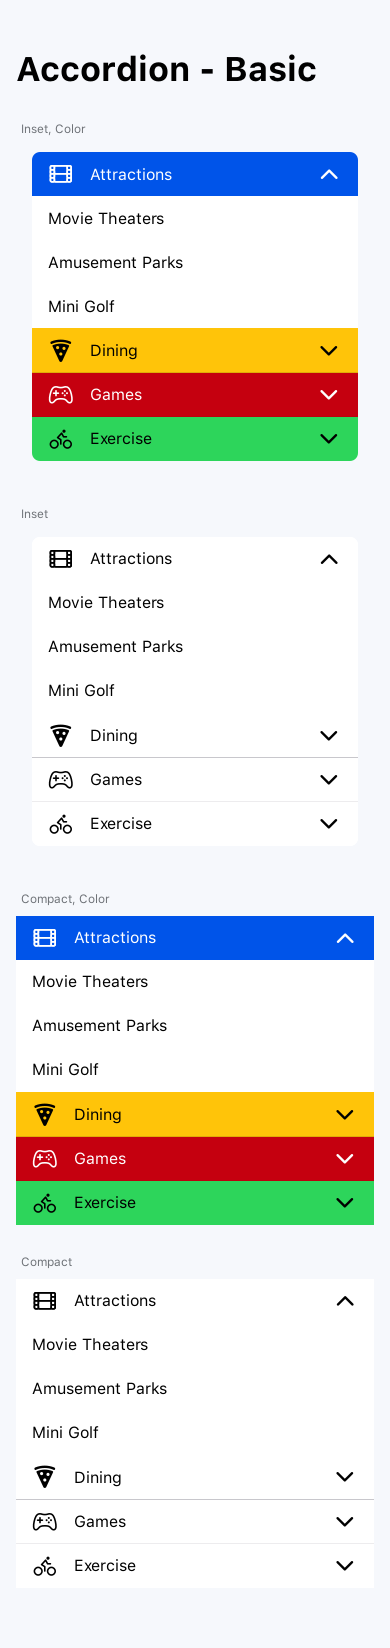 Accordion - Basic
Inset, Color
Attractions
Movie Theaters
Amusement Parks
Mini Golf
Dining
Games
Exercise
Inset
Attractions
Movie Theaters
Amusement Parks
Mini Golf
Dining
Games
Exercise
Compact, Color
Attractions
Movie Theaters
Amusement Parks
Mini Golf
Dining
Games
Exercise
Compact
Attractions
Movie Theaters
Amusement Parks
Mini Golf
Dining
Games
Exercise